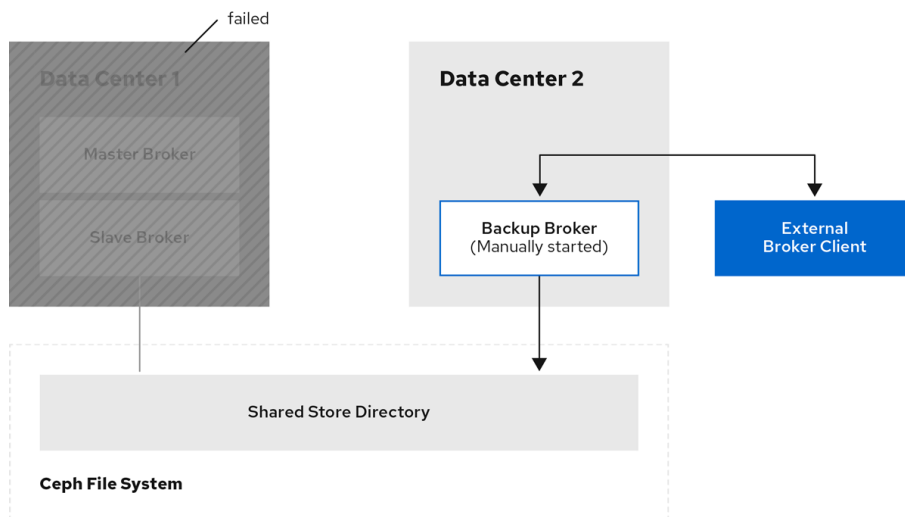 failed
Data Center 1
Master Broker
Slave Broker
Data Center 2
Backup Broker
(Manually started)
External
Broker Client
Shared Store Directory
Ceph File System